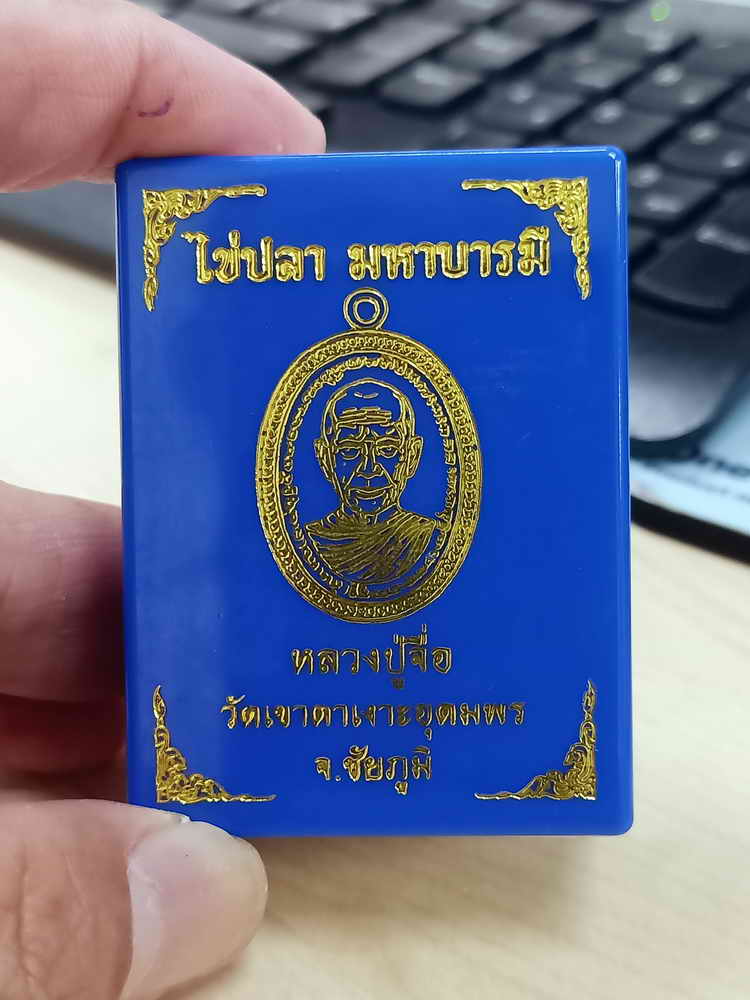 ไข่ปลา มหาบารมี
หลวงปู่จื่อ
วัดเขาตาเงาะอุดมพร
จ.ชัยภูมิ